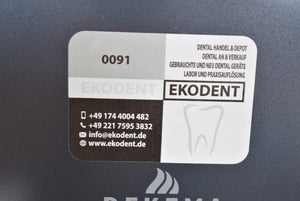 0091
DENTAL HANDEL & DEPOT
DENTAL AN & VERKAUF
GEBRAUCHTE UND NEU DENTAL GERÄTE
LABOR UND PRAXISAUFLÖSUNG
EKODENT
EKODENT
+49 174 4004 482
+49 221 7595 3832
info@ekodent.de
www.ekodent.de
DEKEMA